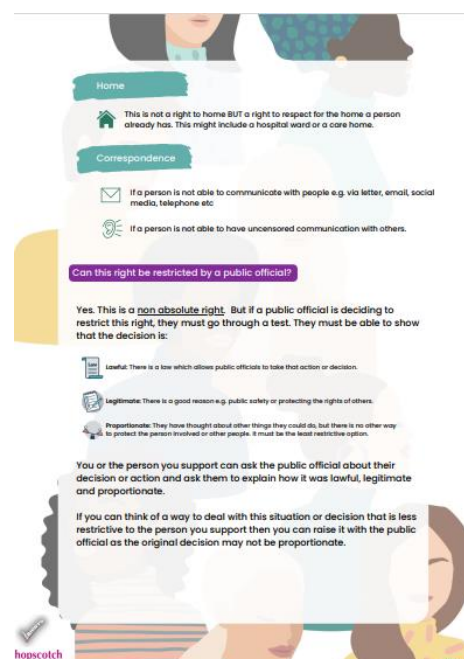 Home
This is not a right to home BUT a right to respect for the home a person
already has. This might include a hospital ward or a care home.
Correspondence
If a person is not able to communicate with people e.g. via letter, email, social
media, telephone etc
If a person is not able to have uncensored communication with others.
Can this right be restricted by a public official?
Yes. This is a non absolute right. But if a public official is deciding to
restrict this right, they must go through a test. They must be able to show
that the decision is:
Lawful: There is a law which allows public officials to take that action or decision.
Legitimate: There is a good reason e.g. public safety or protecting the rights of others.
Proportionate: They have thought about other things they could do, but there is no other way
to protect the person involved or other people. It must be the least restrictive option.
You or the person you support can ask the public official about their
decision or action and ask them to explain how it was lawful, legitimate
and proportionate.
If you can think of a way to deal with this situation or decision that is less
restrictive to the person you support then you can raise it with the public
official as the original decision may not be proportionate.
hopscotch